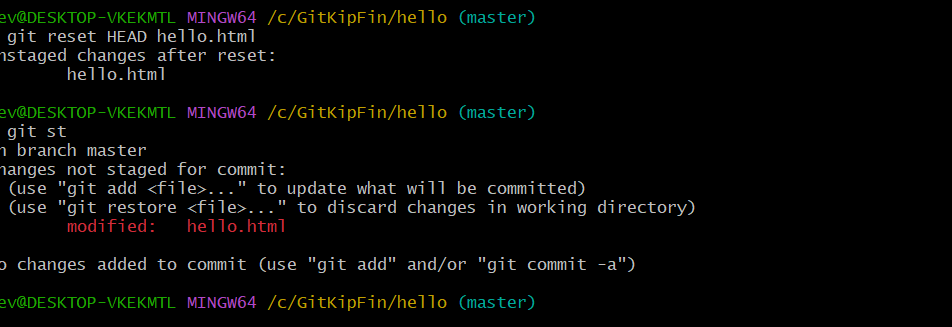 ev@DESKTOP-VKEKMTL MINGW64 /c/GitKipFin/hello (master)
git reset HEAD hello.html
nstaged changes after reset:
hello.html
ev@DESKTOP-VKEKMTL MINGW64 /c/GitKipFin/hello (master)
git st
n branch master
hanges not staged for commit:
(use "git add <file>..." to update what will be committed)
(use "git restore <file>..." to discard changes in working directory)
modified:   hello.html
o changes added to commit (use "git add" and/or "git commit -a")
ev@DESKTOP-VKEKMTL MINGW64 /c/GitKipFin/hello (master)